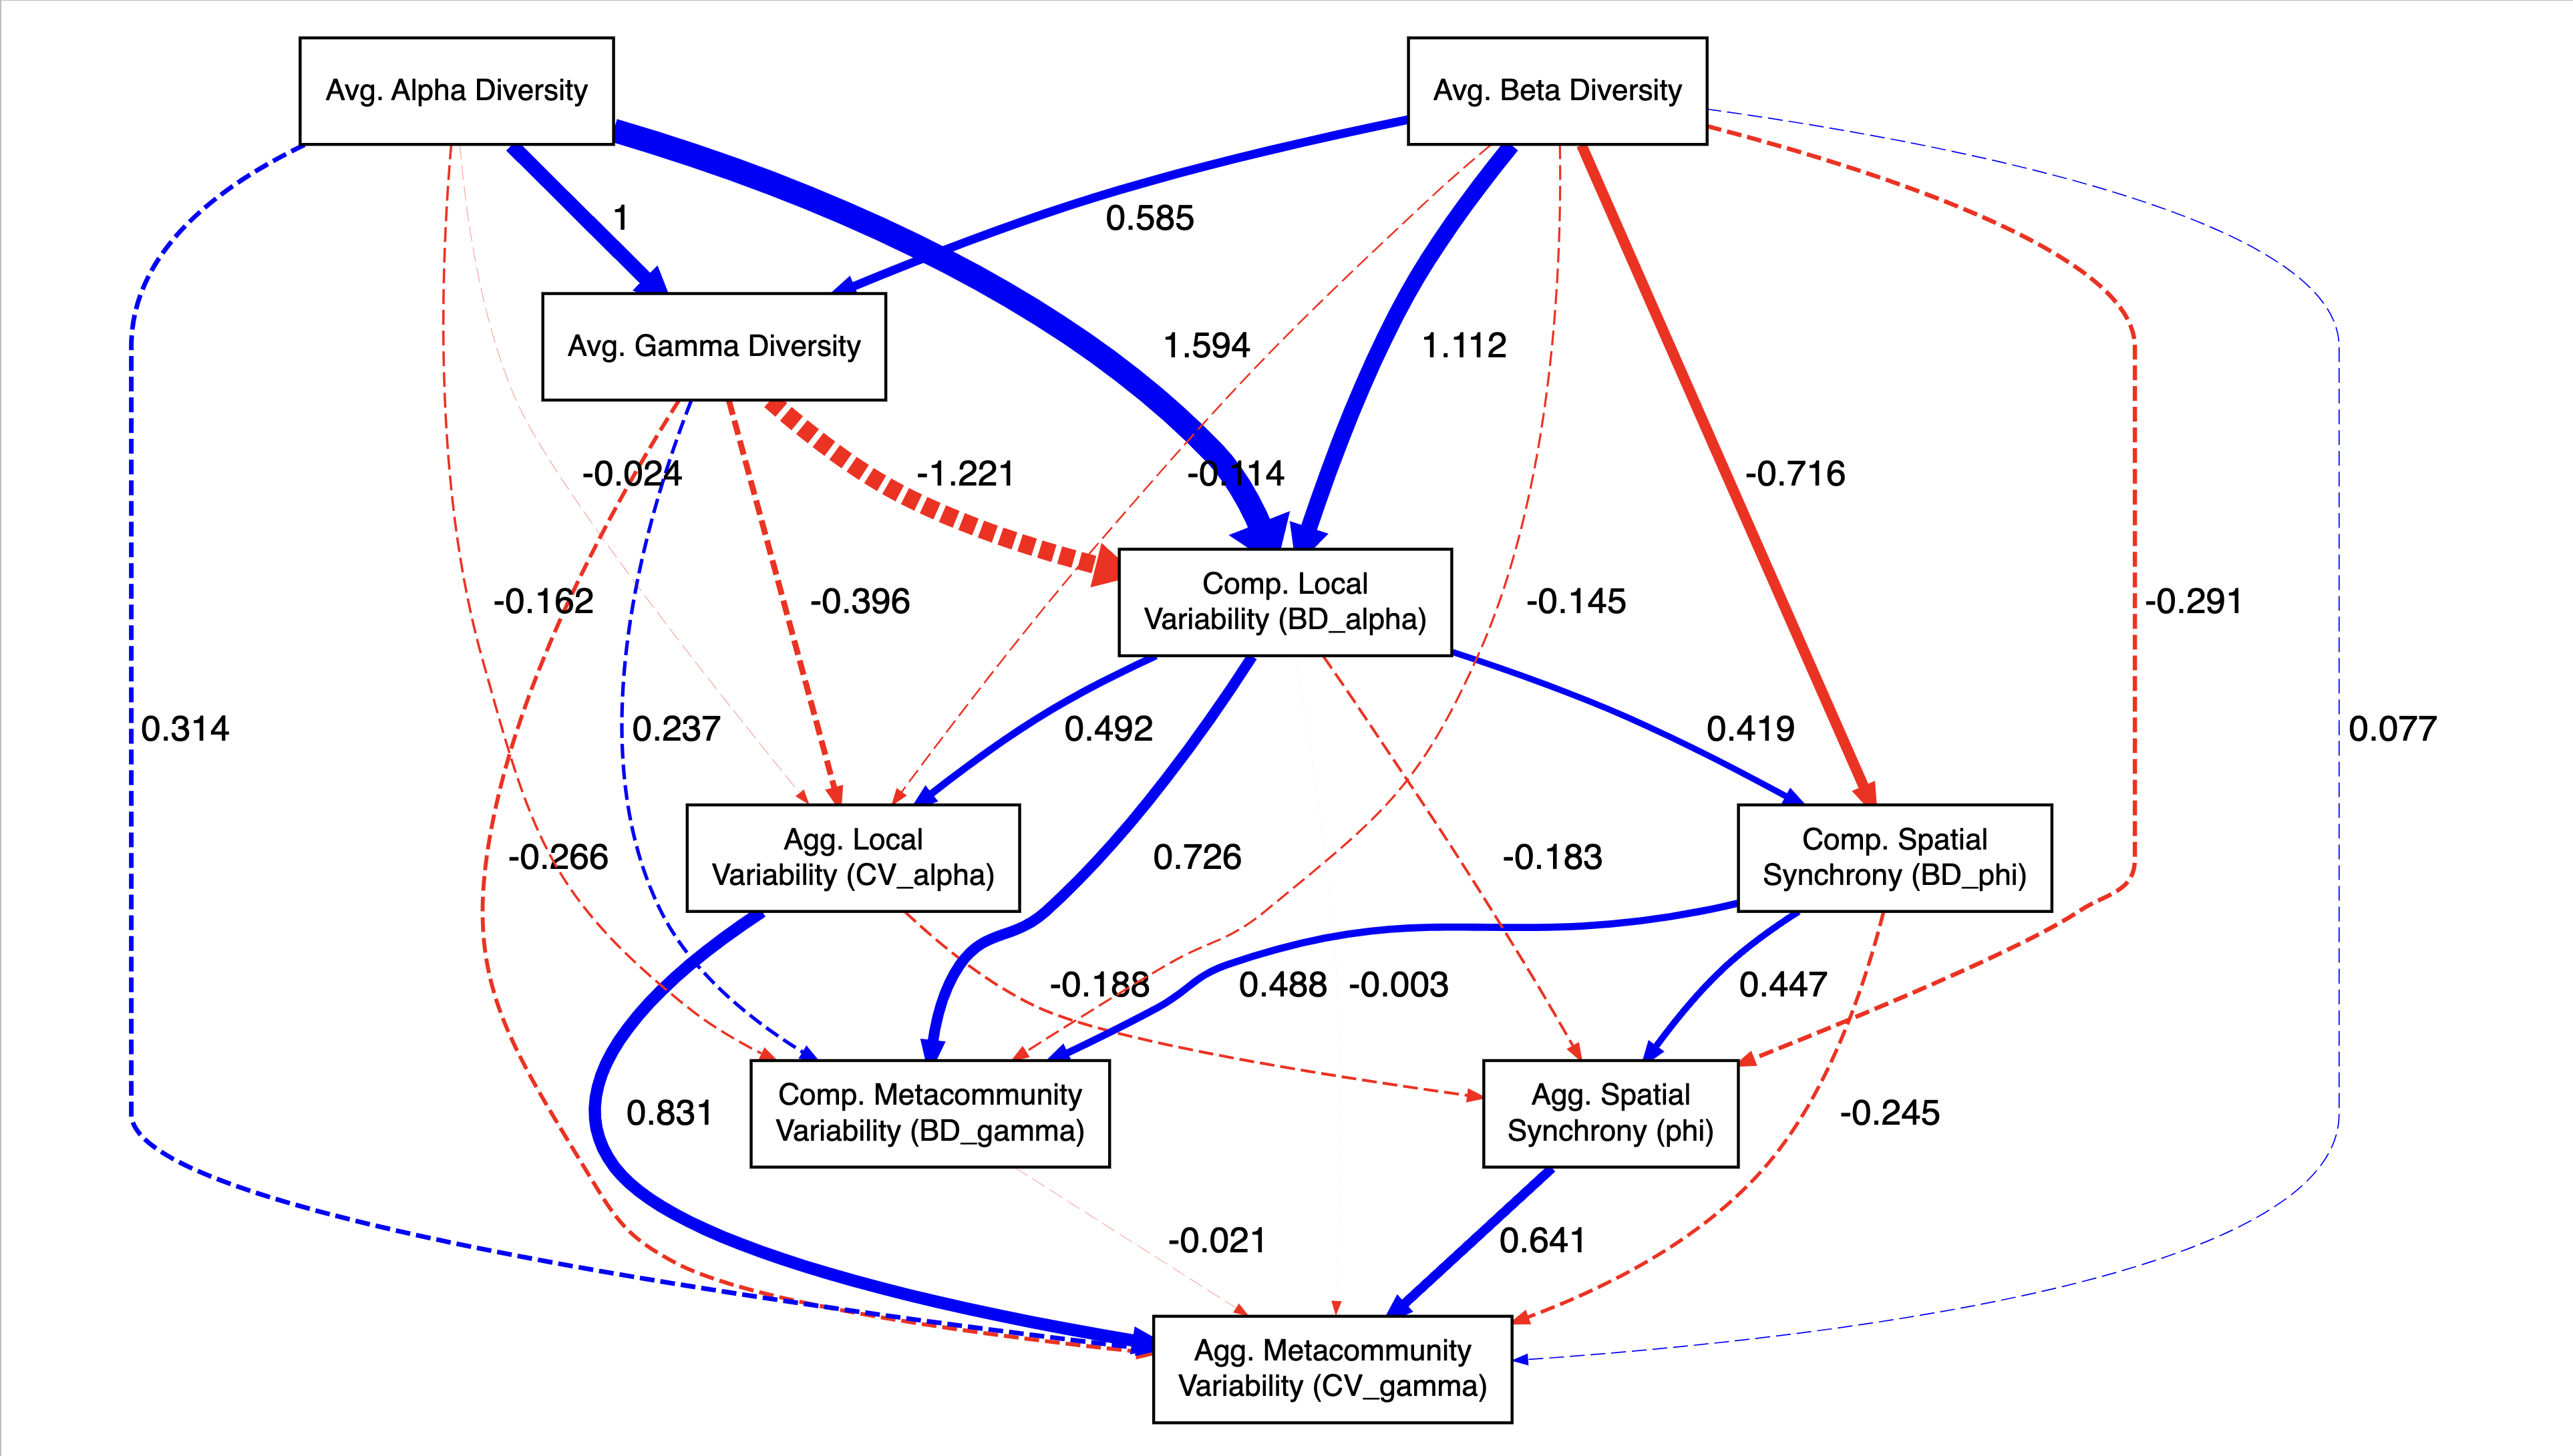 Avg. Alpha Diversity
Avg. Beta Diversity
1
0.585
Avg. Gamma Diversity
1.594
1.112
-0.024
-1.221
-0.114
-0.716
Comp. Local
Variability (BD_alpha)
-0.162
-0.396
-0.145
-0.291
0.314
0.237
0.492
0.419
0.077
Agg. Local
Variability (CV_alpha)
Comp. Spatial
Synchrony (BD_phi)
-0.266
0.726
-0.183
-0.188
0.488
-0.003
0.447
Comp. Metacommunity
Variability (BD_gamma)
Agg. Spatial
Synchrony (phi)
0.831
-0.245
-0.021
0.641
Agg. Metacommunity
Variability (CV_gamma)